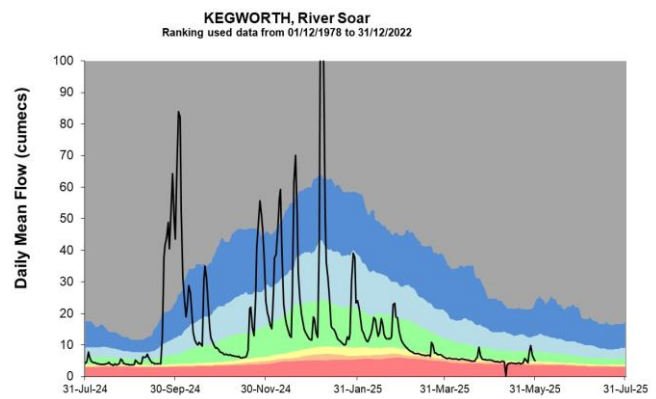 KEGWORTH, River Soar
Ranking used data from 01/12/1978 to 31/12/2022
Daily Mean Flow (cumecs)
100
90
80
70
60
50
40
30
20
10
0
31-Jul-24 30-Sep-24 30-Nov-24 31-Jan-25 31-Mar-25 31-May-25 31-Jul-25